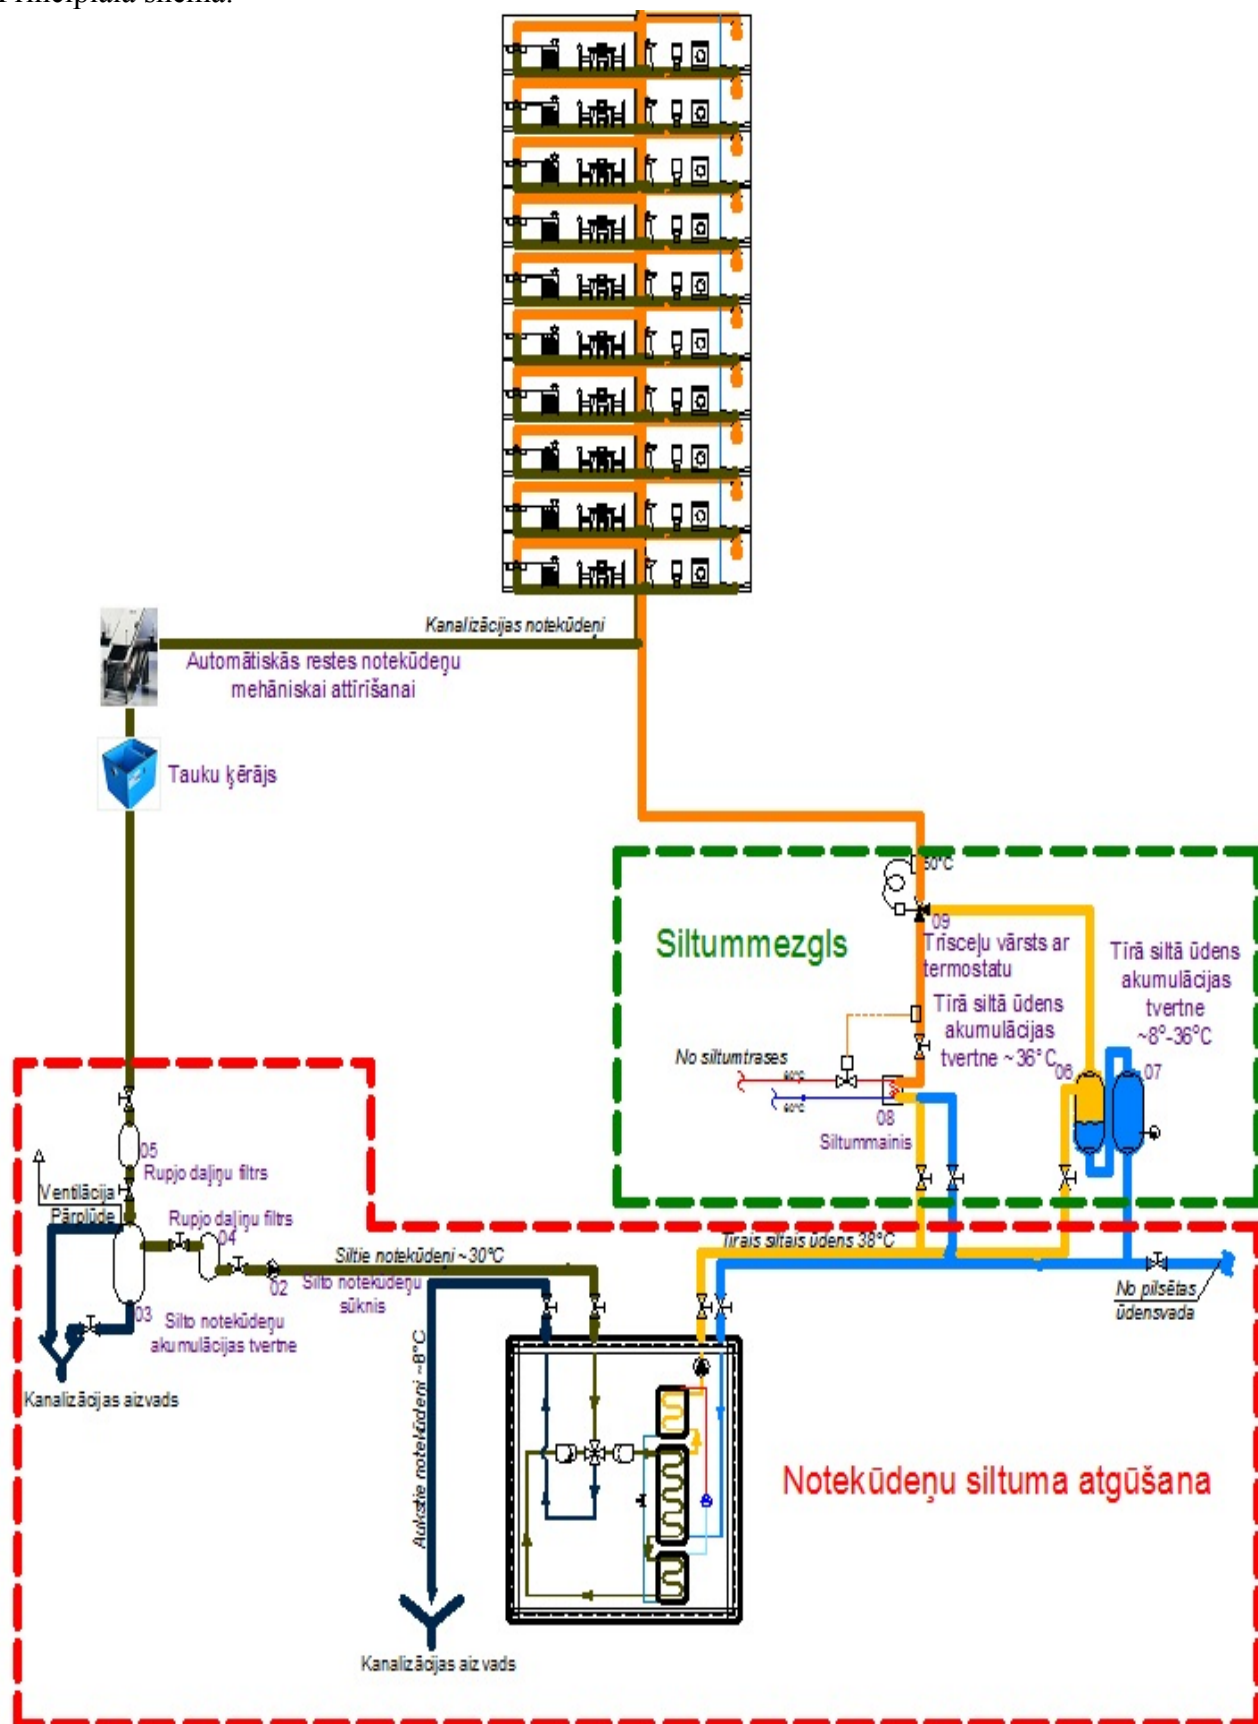 Principiālā shēma.
Kanalizācijas notekūdeņi
Automātiskās restes notekūdeņu
mehāniskai attīrīšanai
Tauku ķērājs
50°C
09
Siltummezgls
Trīsceļu vārsts ar
termostatu
Tīrā siltā ūdens
akumulācijas
tvertne
~8°-36°C
Tīrā siltā ūdens
akumulācijas
tvertne ~36°C
06
07
No siltumtrases
90°C
60°C
08
Siltummainis
05
Rupjo daļiņu filtrs
Ventilācija
Pārplūde
Rupjo daļiņu filtrs
04
Siltie notekūdeņi ~30°C
02
Silto notekūdeņu
sūknis
03
Silto notekūdeņu
akumulācijas tvertne
Kanalizācijas aizvads
Tīrais siltais ūdens 38°C
No pilsētas
ūdensvada
Aukstie notekūdeņi ~8°C
Notekūdeņu siltuma atgūšana
Kanalizācijas aizvads